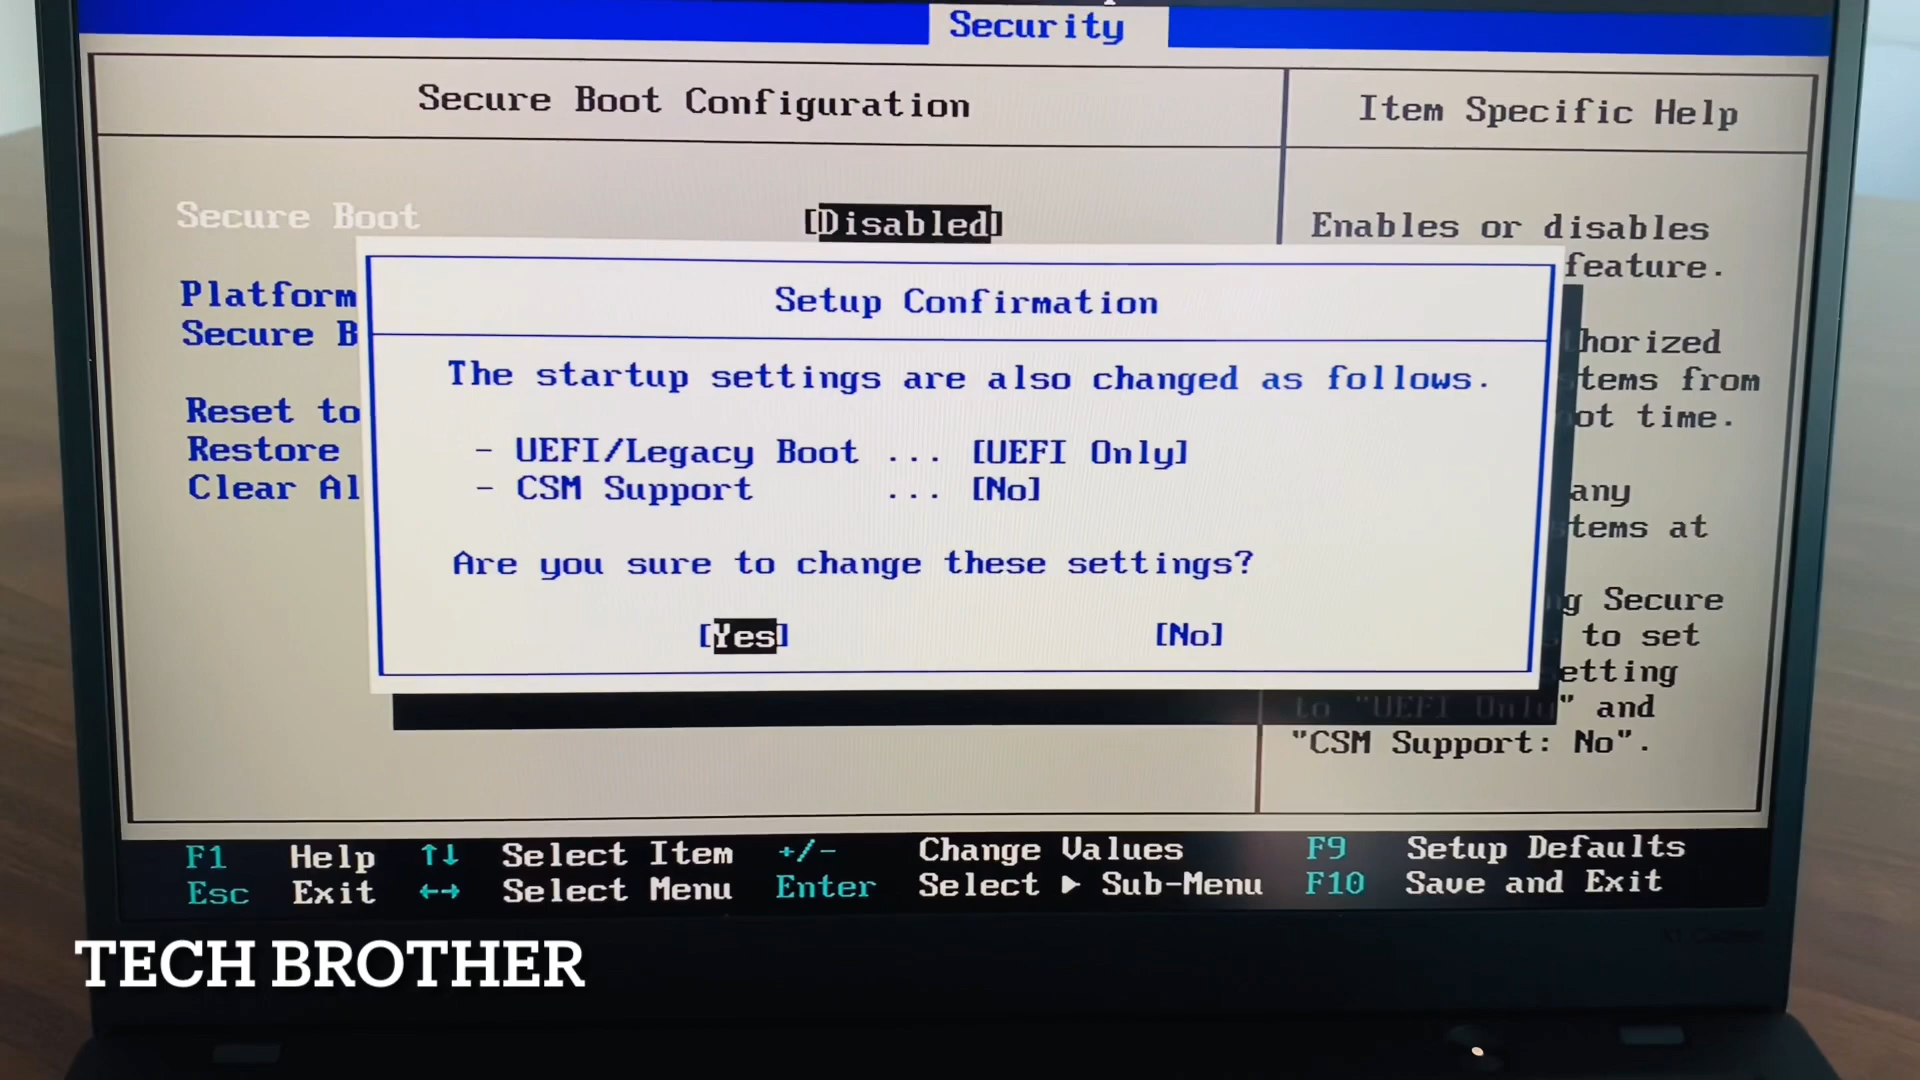 Security
Secure Boot Configuration
Item Specific Help
Secure Boot [Disabled]
Enables or disables
feature.
Platform
Secure B
Reset to
Restore
Clear Al
Setup Confirmation
The startup settings are also changed as follows.
- UEFI/Legacy Boot ... [UEFI Only]
- CSM Support ... [No]
Are you sure to change these settings?
[Yes] [No]
horized
tems from
ot time.
any
tems at
g Secure
to set
etting
to "UEFI Only" and
"CSM Support: No".
F1 Help ↑↓ Select Item +/- Change Values F9 Setup Defaults
Esc Exit ←→ Select Menu Enter Select ▶ Sub-Menu F10 Save and Exit
TECH BROTHER